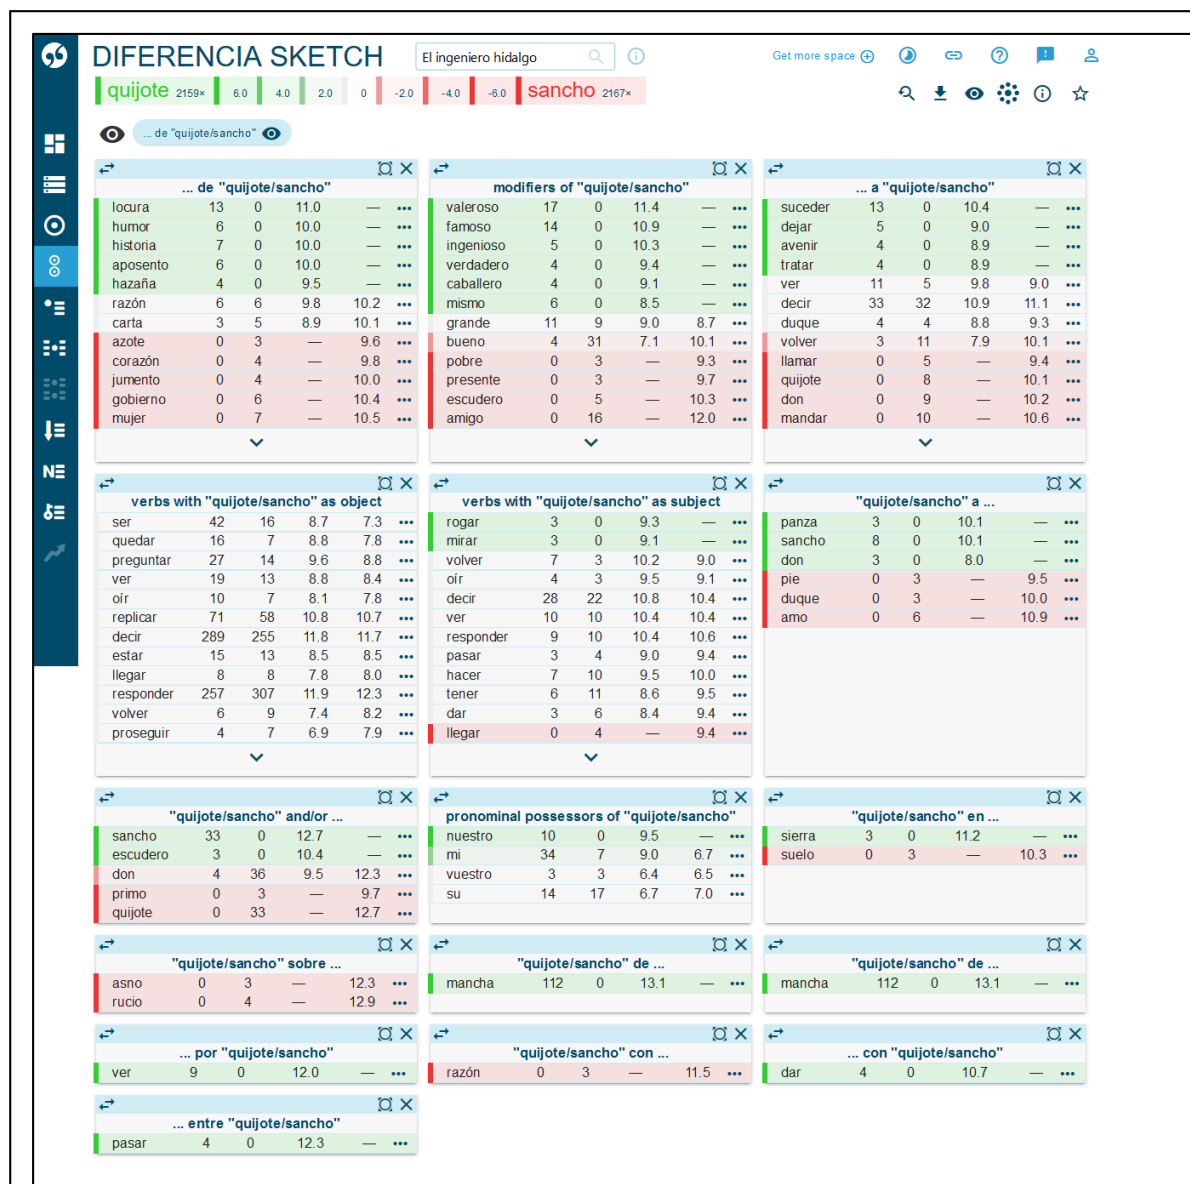 DIFERENCIA SKETCH El ingeniero hidalgo Get more space
quijote 2159× 6.0 4.0 2.0 0 -2.0 -4.0 -6.0 sancho 2167×
... de "quijote/sancho"
... de "quijote/sancho"
locura 13 0 11.0 —
humor 6 0 10.0 —
historia 7 0 10.0 —
aposento 6 0 10.0 —
hazaña 4 0 9.5 —
razón 6 6 9.8 10.2
carta 3 5 8.9 10.1
azote 0 3 — 9.6
corazón 0 4 — 9.8
jumento 0 4 — 10.0
gobierno 0 6 — 10.4
mujer 0 7 — 10.5
modifiers of "quijote/sancho"
valeroso 17 0 11.4 —
famoso 14 0 10.9 —
ingenioso 5 0 10.3 —
verdadero 4 0 9.4 —
caballero 4 0 9.1 —
mismo 6 0 8.5 —
grande 11 9 9.0 8.7
bueno 4 31 7.1 10.1
pobre 0 3 — 9.3
presente 0 3 — 9.7
escudero 0 5 — 10.3
amigo 0 16 — 12.0
... a "quijote/sancho"
suceder 13 0 10.4 —
dejar 5 0 9.0 —
avenir 4 0 8.9 —
tratar 4 0 8.9 —
ver 11 5 9.8 9.0
decir 33 32 10.9 11.1
duque 4 4 8.8 9.3
volver 3 11 7.9 10.1
llamar 0 5 — 9.4
quijote 0 8 — 10.1
don 0 9 — 10.2
mandar 0 10 — 10.6
verbs with "quijote/sancho" as object
ser 42 16 8.7 7.3
quedar 16 7 8.8 7.8
preguntar 27 14 9.6 8.8
ver 19 13 8.8 8.4
oír 10 7 8.1 7.8
replicar 71 58 10.8 10.7
decir 289 255 11.8 11.7
estar 15 13 8.5 8.5
llegar 8 8 7.8 8.0
responder 257 307 11.9 12.3
volver 6 9 7.4 8.2
proseguir 4 7 6.9 7.9
verbs with "quijote/sancho" as subject
rogar 3 0 9.3 —
mirar 3 0 9.1 —
volver 7 3 10.2 9.0
oír 4 3 9.5 9.1
decir 28 22 10.8 10.4
ver 10 10 10.4 10.4
responder 9 10 10.4 10.6
pasar 3 4 9.0 9.4
hacer 7 10 9.5 10.0
tener 6 11 8.6 9.5
dar 3 6 8.4 9.4
llegar 0 4 — 9.4
"quijote/sancho" a ...
panza 3 0 10.1 —
sancho 8 0 10.1 —
don 3 0 8.0 —
pie 0 3 — 9.5
duque 0 3 — 10.0
amo 0 6 — 10.9
"quijote/sancho" and/or ...
sancho 33 0 12.7 —
escudero 3 0 10.4 —
don 4 36 9.5 12.3
primo 0 3 — 9.7
quijote 0 33 — 12.7
pronominal possessors of "quijote/sancho"
nuestro 10 0 9.5 —
mi 34 7 9.0 6.7
vuestro 3 3 6.4 6.5
su 14 17 6.7 7.0
"quijote/sancho" en ...
sierra 3 0 11.2 —
suelo 0 3 — 10.3
"quijote/sancho" sobre ...
asno 0 3 — 12.3
rucio 0 4 — 12.9
"quijote/sancho" de ...
mancha 112 0 13.1 —
"quijote/sancho" de ...
mancha 112 0 13.1 —
... por "quijote/sancho"
ver 9 0 12.0 —
"quijote/sancho" con ...
razón 0 3 — 11.5
... con "quijote/sancho"
dar 4 0 10.7 —
... entre "quijote/sancho"
pasar 4 0 12.3 —